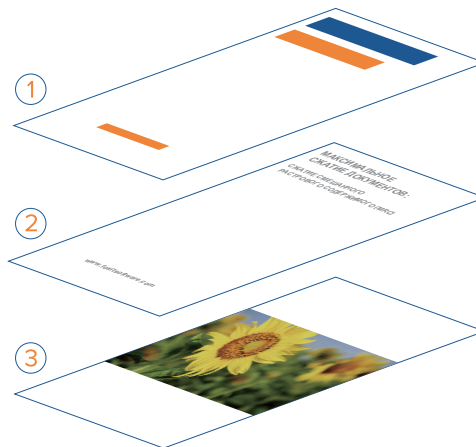 1
2
МАКСИМАЛЬНОЕ
СЖАТИЕ ДОКУМЕНТОВ:
СЖАТИЕ СМЕШАННОГО
РАСТРОВОГО СОДЕРЖИМОГО
3